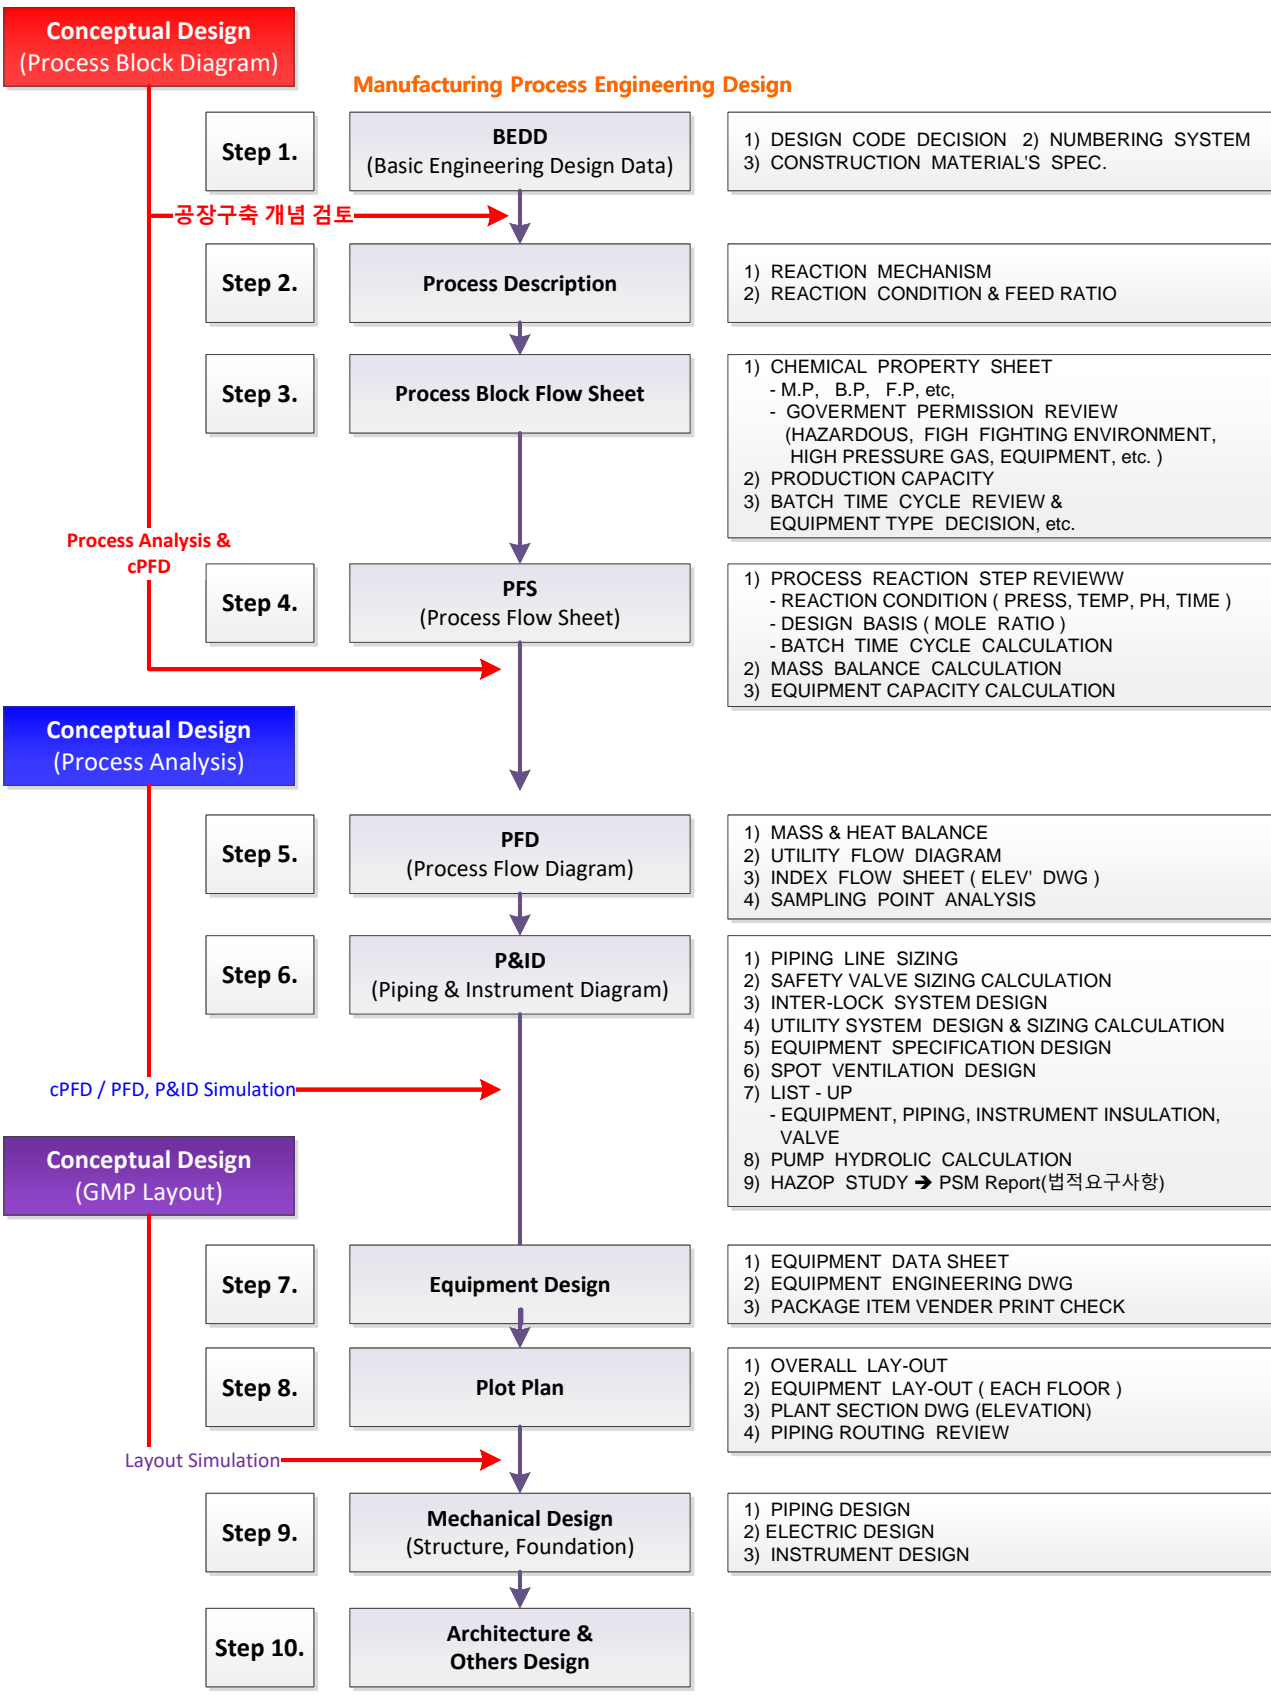 Conceptual Design
(Process Block Diagram)
Manufacturing Process Engineering Design
Step 1.
BEDD
(Basic Engineering Design Data)
1) DESIGN CODE DECISION 2) NUMBERING SYSTEM
3) CONSTRUCTION MATERIAL'S SPEC.
공장구축 개념 검토
Step 2.
Process Description
1) REACTION MECHANISM
2) REACTION CONDITION & FEED RATIO
Step 3.
Process Block Flow Sheet
1) CHEMICAL PROPERTY SHEET
- M.P, B.P, F.P, etc,
- GOVERMENT PERMISSION REVIEW
(HAZARDOUS, FIGH FIGHTING ENVIRONMENT,
HIGH PRESSURE GAS, EQUIPMENT, etc. )
2) PRODUCTION CAPACITY
3) BATCH TIME CYCLE REVIEW &
EQUIPMENT TYPE DECISION, etc.
Process Analysis &
cPFD
Step 4.
PFS
(Process Flow Sheet)
1) PROCESS REACTION STEP REVIEWW
- REACTION CONDITION ( PRESS, TEMP, PH, TIME )
- DESIGN BASIS ( MOLE RATIO )
- BATCH TIME CYCLE CALCULATION
2) MASS BALANCE CALCULATION
3) EQUIPMENT CAPACITY CALCULATION
Conceptual Design
(Process Analysis)
Step 5.
PFD
(Process Flow Diagram)
1) MASS & HEAT BALANCE
2) UTILITY FLOW DIAGRAM
3) INDEX FLOW SHEET ( ELEV' DWG )
4) SAMPLING POINT ANALYSIS
Step 6.
P&ID
(Piping & Instrument Diagram)
1) PIPING LINE SIZING
2) SAFETY VALVE SIZING CALCULATION
3) INTER-LOCK SYSTEM DESIGN
4) UTILITY SYSTEM DESIGN & SIZING CALCULATION
5) EQUIPMENT SPECIFICATION DESIGN
6) SPOT VENTILATION DESIGN
7) LIST - UP
- EQUIPMENT, PIPING, INSTRUMENT INSULATION,
VALVE
8) PUMP HYDROLIC CALCULATION
9) HAZOP STUDY ➔ PSM Report(법적요구사항)
cPFD / PFD, P&ID Simulation
Conceptual Design
(GMP Layout)
Step 7.
Equipment Design
1) EQUIPMENT DATA SHEET
2) EQUIPMENT ENGINEERING DWG
3) PACKAGE ITEM VENDER PRINT CHECK
Step 8.
Plot Plan
1) OVERALL LAY-OUT
2) EQUIPMENT LAY-OUT ( EACH FLOOR )
3) PLANT SECTION DWG (ELEVATION)
4) PIPING ROUTING REVIEW
Layout Simulation
Step 9.
Mechanical Design
(Structure, Foundation)
1) PIPING DESIGN
2) ELECTRIC DESIGN
3) INSTRUMENT DESIGN
Step 10.
Architecture &
Others Design